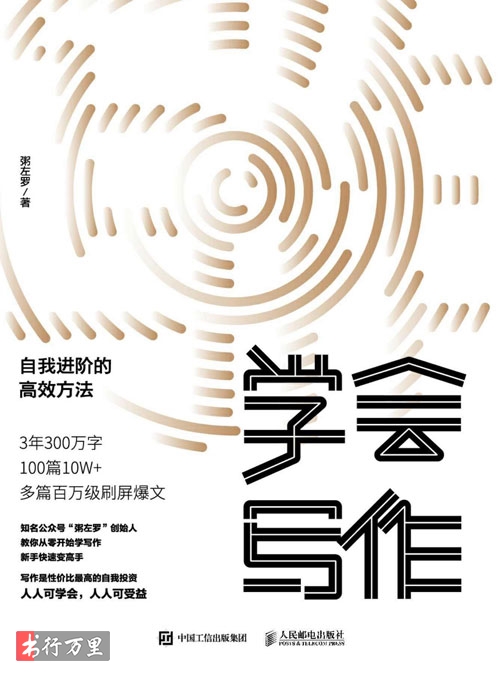 粥左罗/著
自我进阶的
高效方法
学会
写作
3年300万字
100篇10W+
多篇百万级刷屏爆文
知名公众号“粥左罗”创始人
教你从零开始学写作
新手快速变高手
写作是性价比最高的自我投资
人人可学会，人人可受益
书行万里
中国工信出版集团
人民邮电出版社
POSTS & TELECOM PRESS